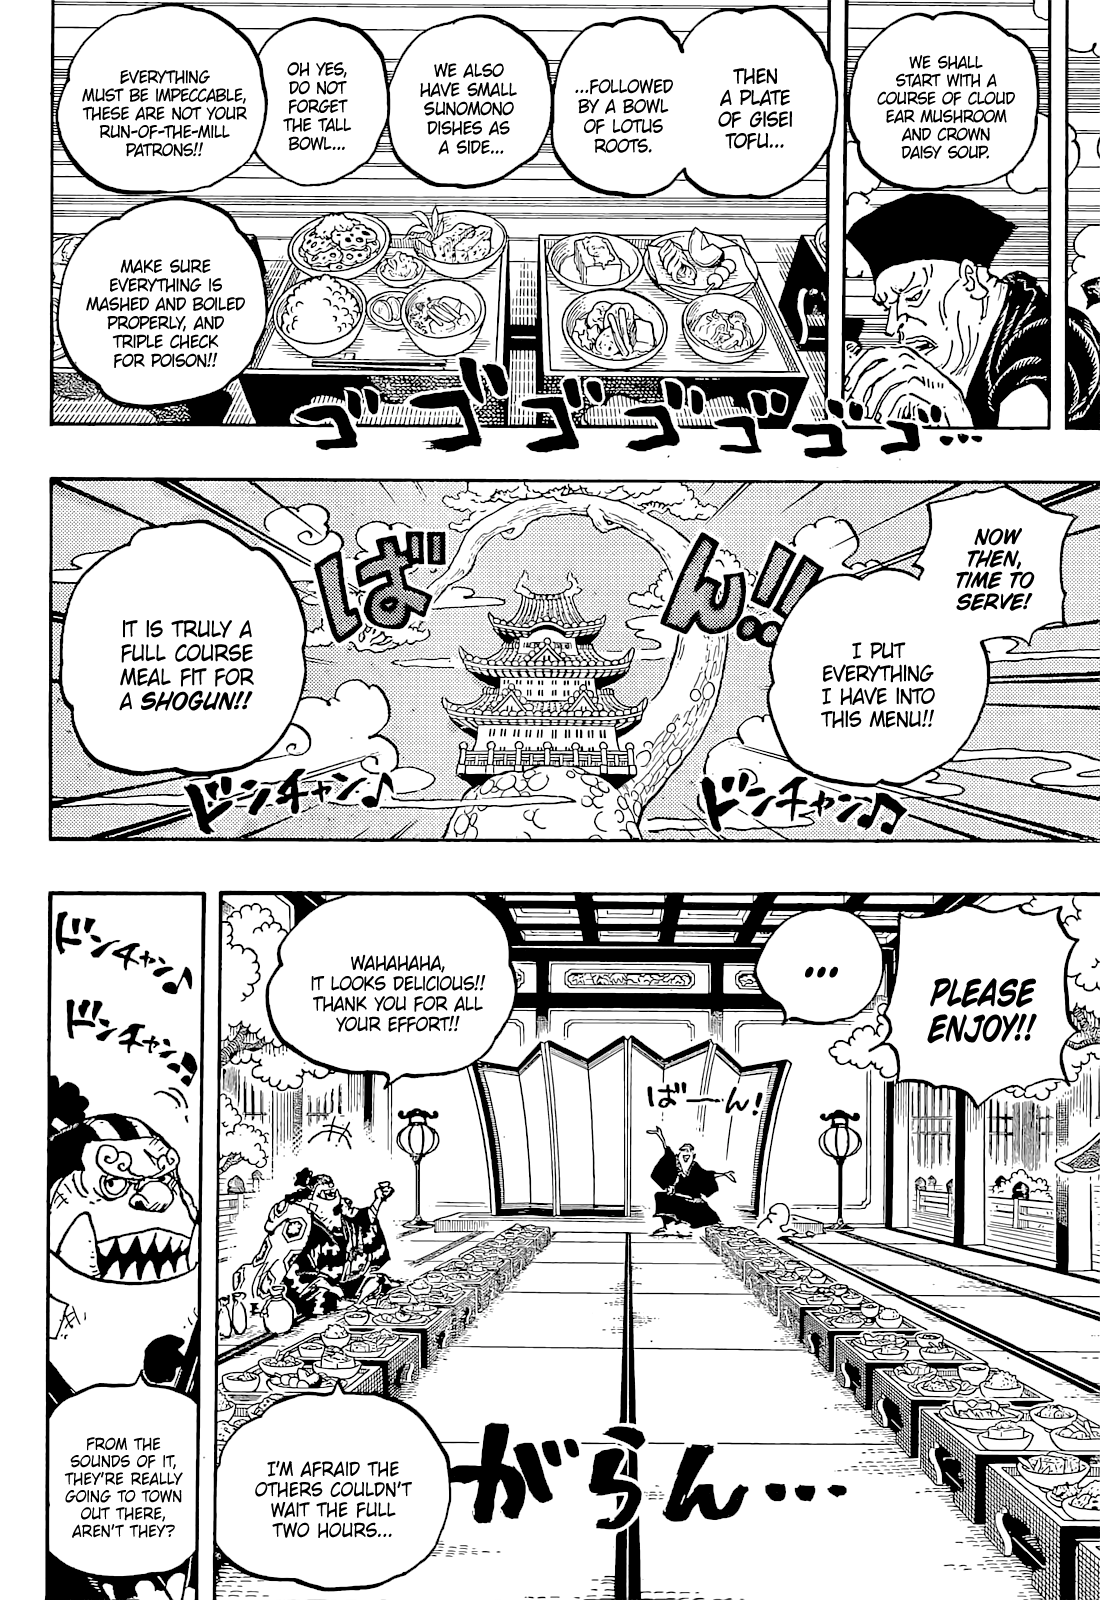 WE SHALL
START WITH A
COURSE OF CLOUD
EAR MUSHROOM
AND CROWN
DAISY SOUP.
THEN
A PLATE
OF GISEI
TOFU...
...FOLLOWED
BY A BOWL
OF LOTUS
ROOTS.
WE ALSO
HAVE SMALL
SUNOMONO
DISHES AS
A SIDE...
OH YES,
DO NOT
FORGET
THE TALL
BOWL...
EVERYTHING
MUST BE IMPECCABLE,
THESE ARE NOT YOUR
RUN-OF-THE-MILL
PATRONS!!
MAKE SURE
EVERYTHING IS
MASHED AND BOILED
PROPERLY, AND
TRIPLE CHECK
FOR POISON!!
ゴゴゴゴゴゴゴゴゴ...
NOW
THEN,
TIME TO
SERVE!
I PUT
EVERYTHING
I HAVE INTO
THIS MENU!!
ばん!!
IT IS TRULY A
FULL COURSE
MEAL FIT FOR
A SHOGUN!!
ドンチャン♪
ドンチャン♫
PLEASE
ENJOY!!
...
ばーん!
WAHAHAHA,
IT LOOKS DELICIOUS!!
THANK YOU FOR ALL
YOUR EFFORT!!
I'M AFRAID THE
OTHERS COULDN'T
WAIT THE FULL
TWO HOURS...
がらん...
ドンチャン♪
ドンチャン♪
FROM THE
SOUNDS OF IT,
THEY'RE REALLY
GOING TO TOWN
OUT THERE,
AREN'T THEY?